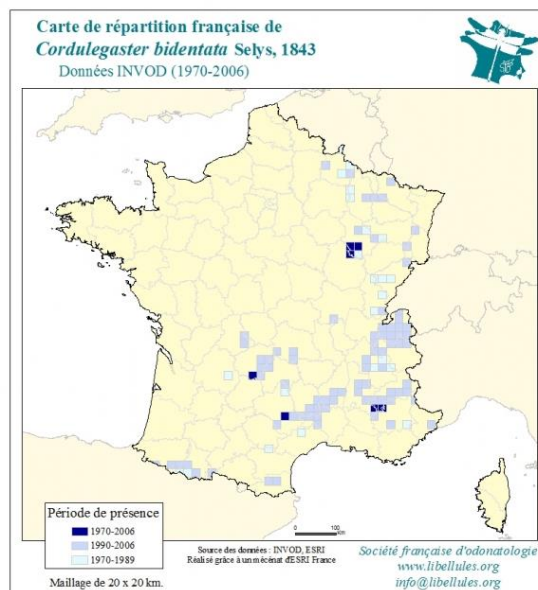 Carte de répartition française de
Cordulegaster bidentata Selys, 1843
Données INVOD (1970-2006)
Période de présence
1970-2006
1990-2006
1970-1989
Maillage de 20 x 20 km.
0 100
km
Source des données : INVOD, ESRI
Réalisé grâce à un mécénat d'ESRI France
Société française d'odonatologie
www.libellules.org
info@libellules.org